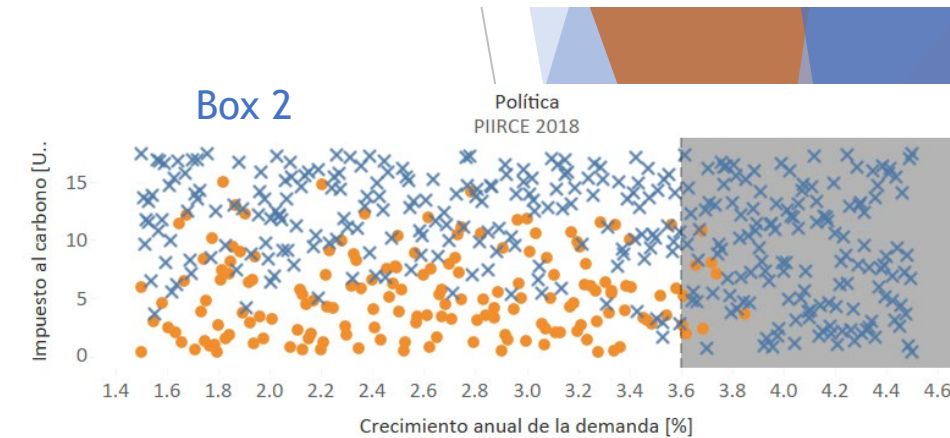 Box 2
Política
PIIRCE 2018
Impuesto al carbono [U..
15
10
5
0
1.4 1.6 1.8 2.0 2.2 2.4 2.6 2.8 3.0 3.2 3.4 3.6 3.8 4.0 4.2 4.4 4.6
Crecimiento anual de la demanda [%]